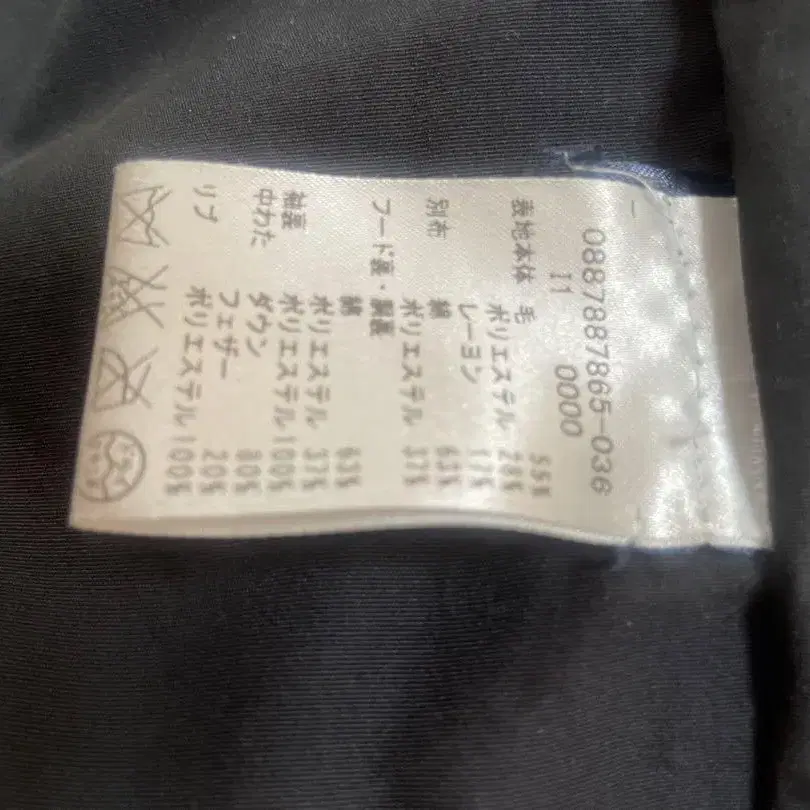 0887887865-036
11 0000
表地本体 毛 55%
ポリエステル 28%
レーヨン 17%
別布 綿 63%
ポリエステル 37%
フード裏・胴裏
綿 63%
ポリエステル 37%
袖裏 ポリエステル100%
中わた ダウン 80%
フェザー 20%
リブ ポリエステル100%